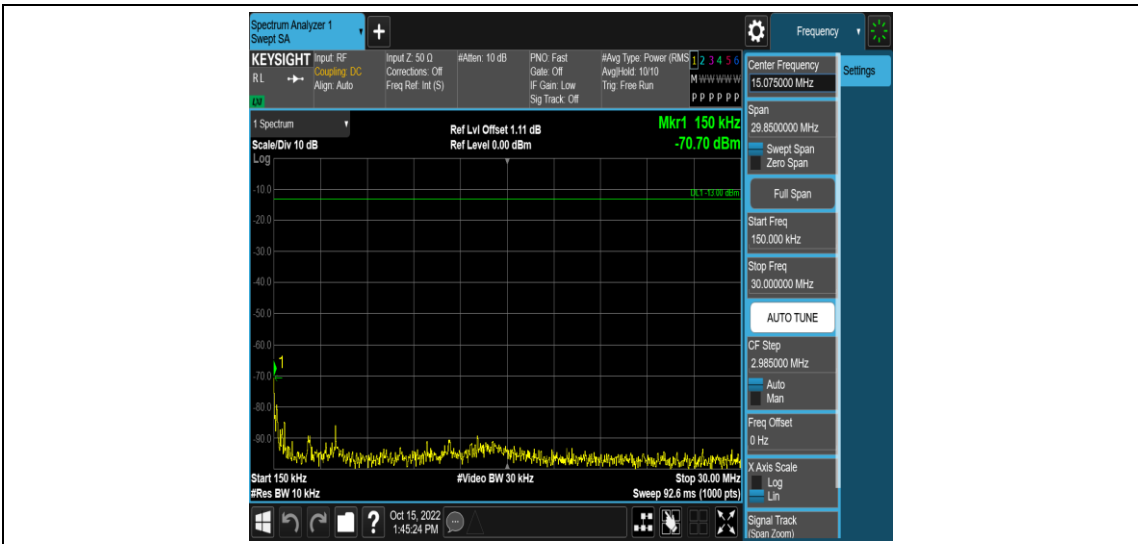 Spectrum Analyzer 1
Swept SA
+
Frequency
KEYSIGHT
RL
LXI
Input: RF
Coupling: DC
Align: Auto
Input Z: 50 Ω
Corrections: Off
Freq Ref: Int (S)
#Atten: 10 dB
PNO: Fast
Gate: Off
IF Gain: Low
Sig Track: Off
#Avg Type: Power (RMS
Avg|Hold: 10/10
Trig: Free Run
1 2 3 4 5 6
M W W W W W
P P P P P P
1 Spectrum
Scale/Div 10 dB
Log
Ref Lvl Offset 1.11 dB
Ref Level 0.00 dBm
Mkr1 150 kHz
-70.70 dBm
DL1 -13.00 dBm
-10.0
-20.0
-30.0
-40.0
-50.0
-60.0
1
-70.0
-80.0
-90.0
Start 150 kHz
#Res BW 10 kHz
#Video BW 30 kHz
Stop 30.00 MHz
Sweep 92.6 ms (1000 pts)
?
Oct 15, 2022
1:45:24 PM
Center Frequency
15.075000 MHz
Settings
Span
29.8500000 MHz
Swept Span
Zero Span
Full Span
Start Freq
150.000 kHz
Stop Freq
30.000000 MHz
AUTO TUNE
CF Step
2.985000 MHz
Auto
Man
Freq Offset
0 Hz
X Axis Scale
Log
Lin
Signal Track
(Span Zoom)